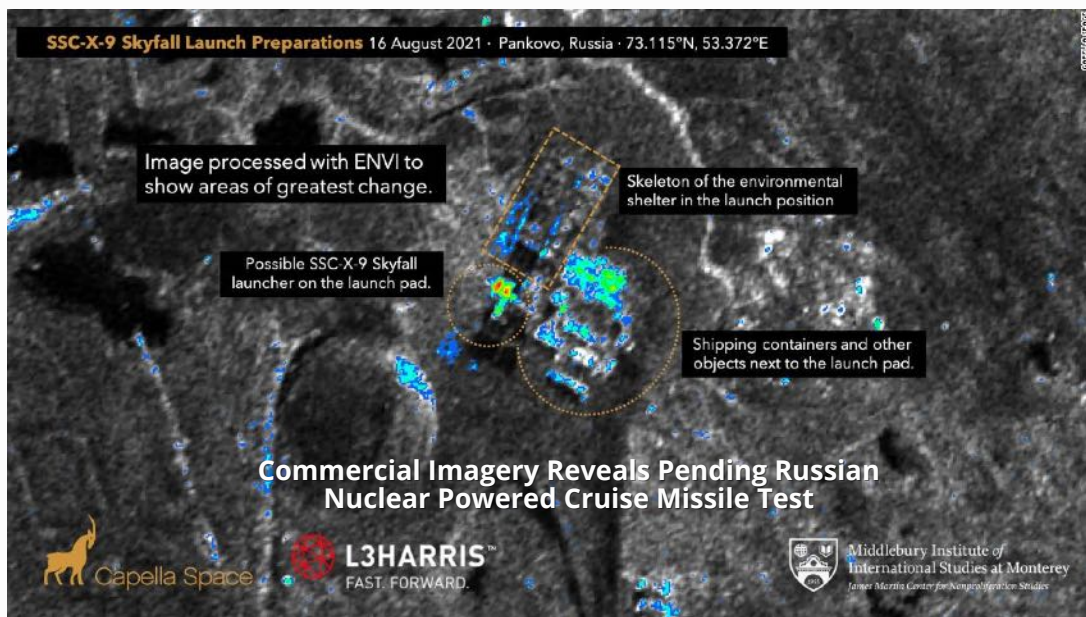 SSC-X-9 Skyfall Launch Preparations 16 August 2021 · Pankovo, Russia · 73.115°N, 53.372°E
Image processed with ENVI to
show areas of greatest change.
Skeleton of the environmental
shelter in the launch position
Possible SSC-X-9 Skyfall
launcher on the launch pad.
Shipping containers and other
objects next to the launch pad.
Commercial Imagery Reveals Pending Russian
Nuclear Powered Cruise Missile Test
Capella Space
L3HARRIS™
FAST. FORWARD.
Middlebury Institute of
International Studies at Monterey
James Martin Center for Nonproliferation Studies